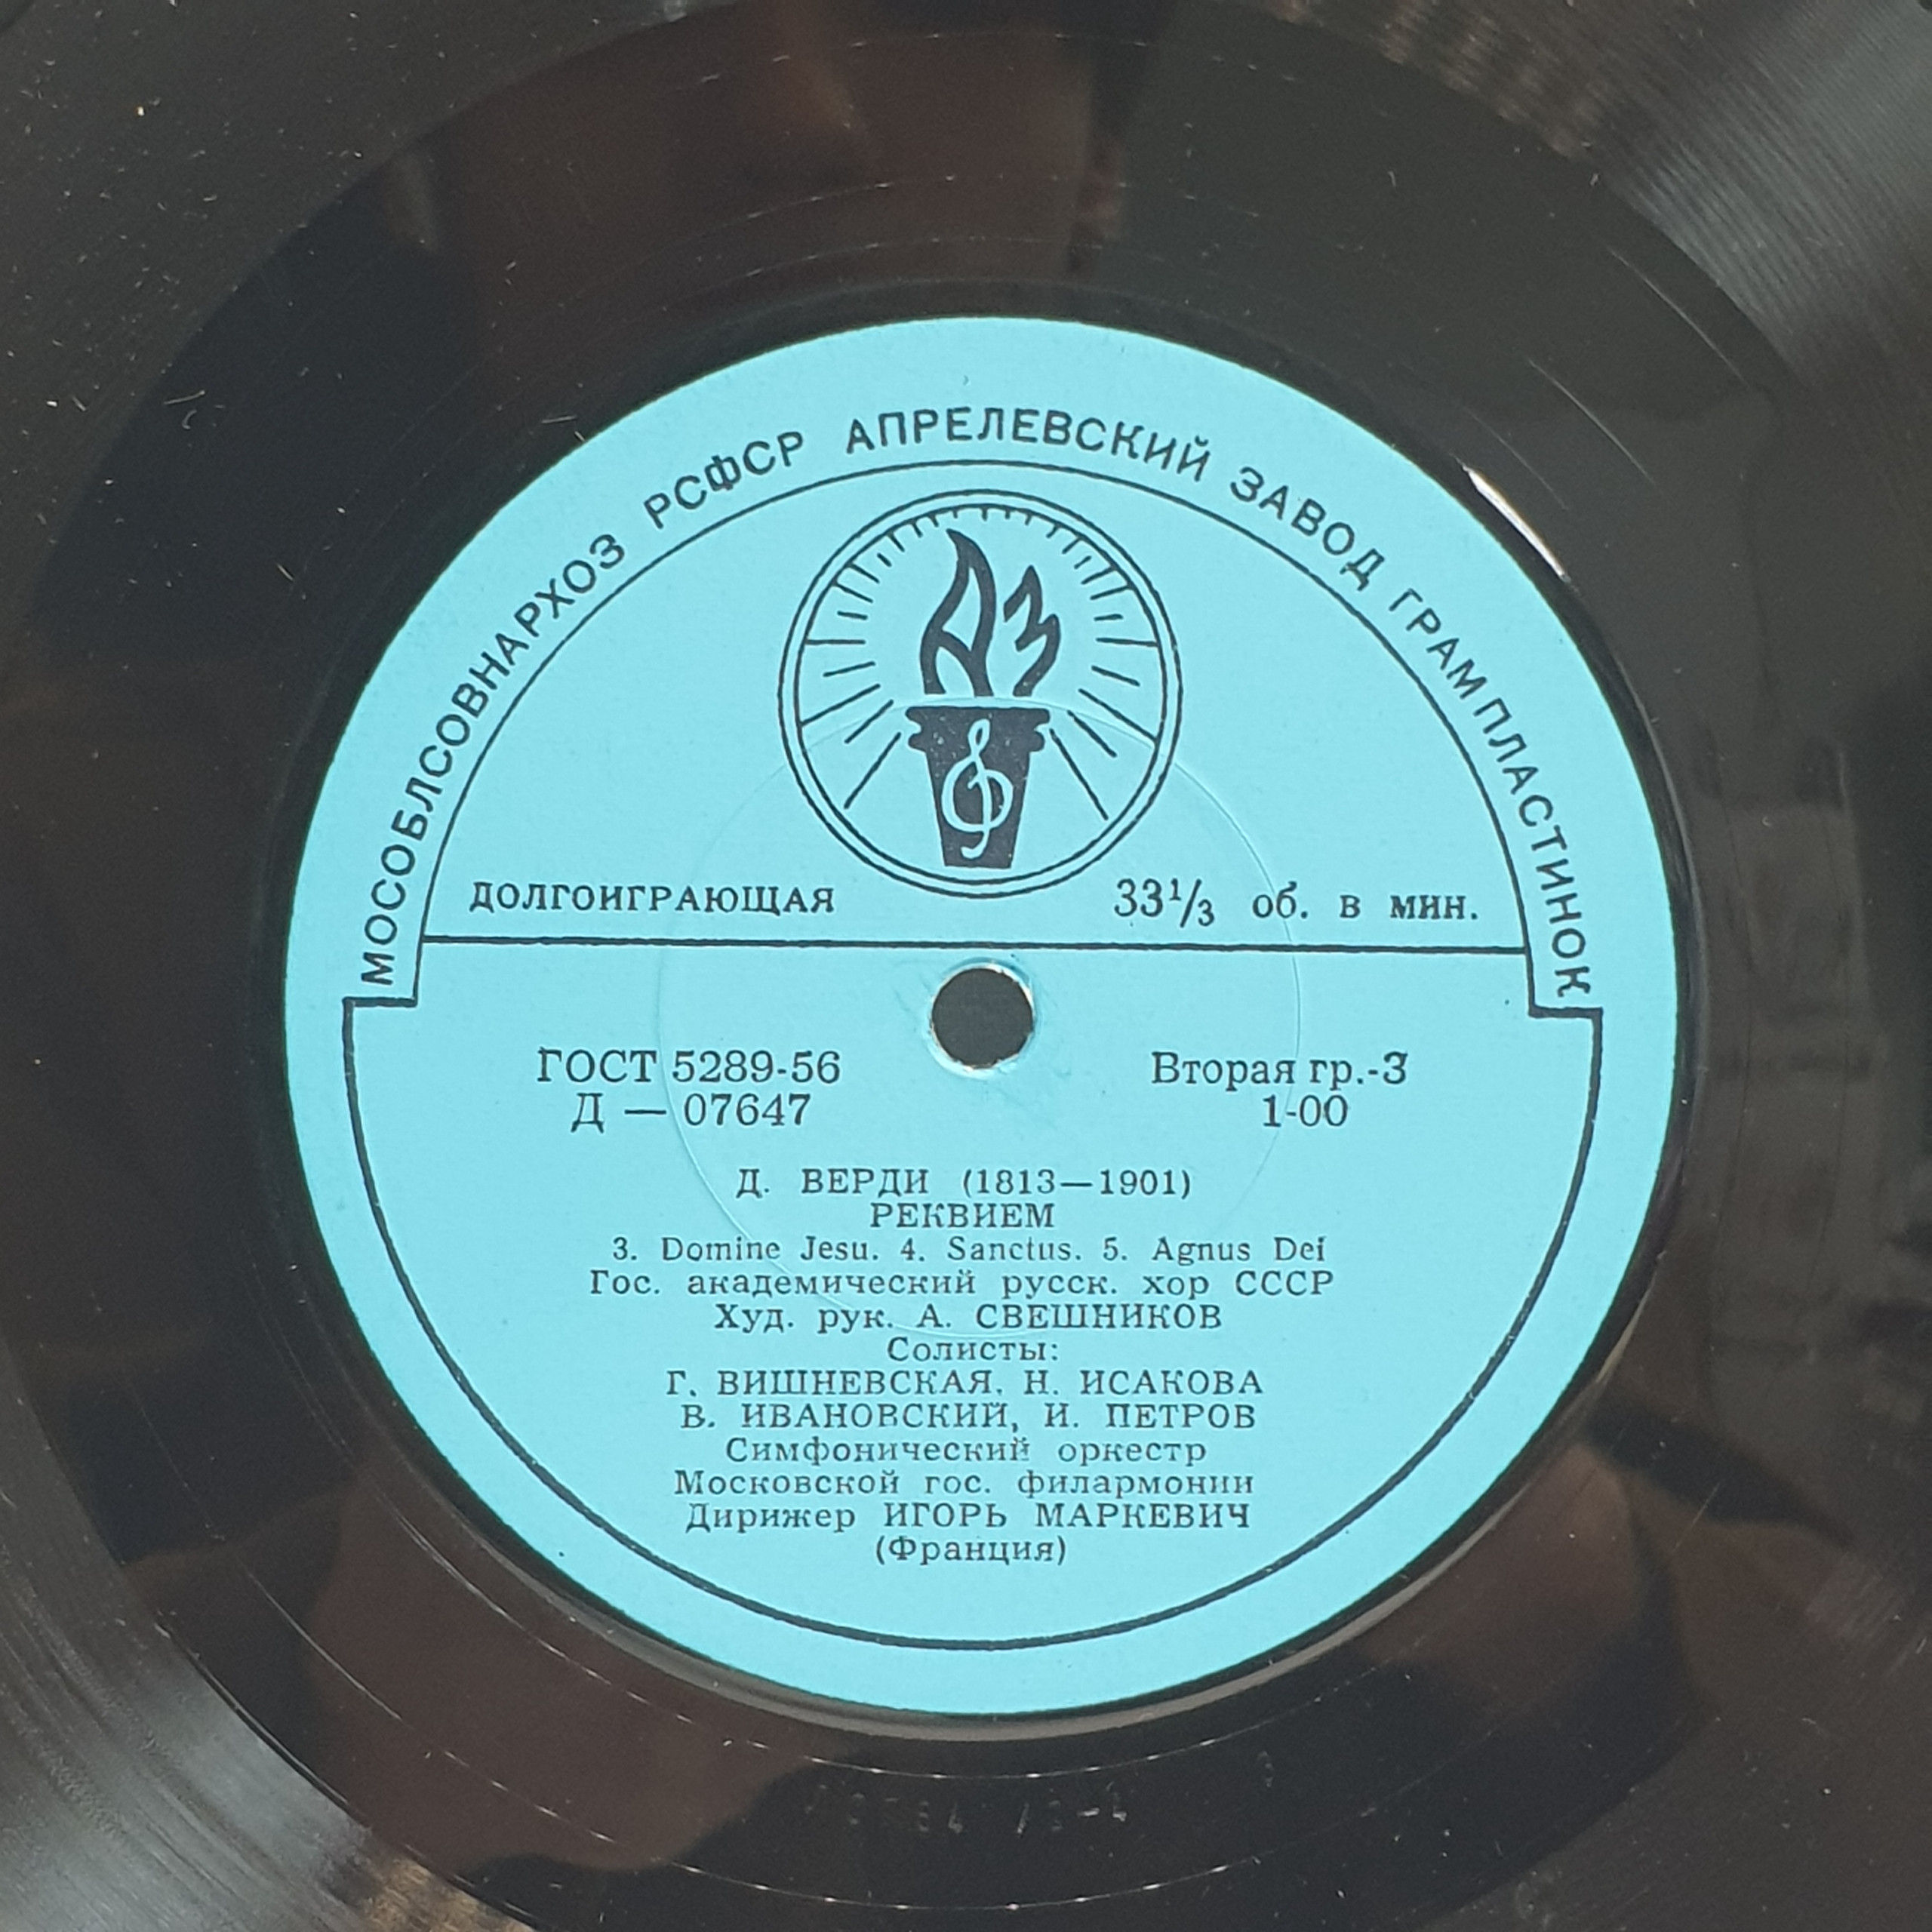 МОСОБЛСОВНАРХОЗ РСФСР АПРЕЛЕВСКИЙ ЗАВОД ГРАМПЛАСТИНОК
АЗ
ДОЛГОИГРАЮЩАЯ 33⅓ об. в мин.
ГОСТ 5289-56 Вторая гр.-3
Д — 07647 1-00
Д. ВЕРДИ (1813—1901)
РЕКВИЕМ
3. Domine Jesu. 4. Sanctus. 5. Agnus Dei
Гос. академический русск. хор СССР
Худ. рук. А. СВЕШНИКОВ
Солисты:
Г. ВИШНЕВСКАЯ, Н. ИСАКОВА
В. ИВАНОВСКИЙ, И. ПЕТРОВ
Симфонический оркестр
Московской гос. филармонии
Дирижер ИГОРЬ МАРКЕВИЧ
(Франция)